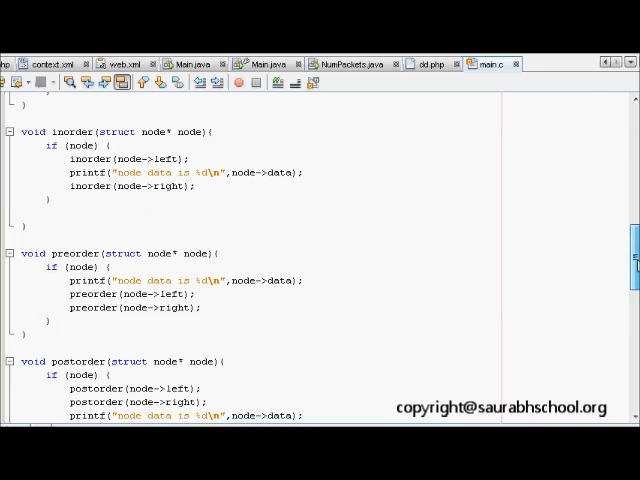 context.xml web.xml Main.java Main.java NumPackets.java dd.php main.c
}
void inorder(struct node* node){
if (node) {
inorder(node->left);
printf("node data is %d\n",node->data);
inorder(node->right);
}
}
void preorder(struct node* node){
if (node) {
printf("node data is %d\n",node->data);
preorder(node->left);
preorder(node->right);
}
}
void postorder(struct node* node){
if (node) {
postorder(node->left);
postorder(node->right);
printf("node data is %d\n",node->data);
copyright@saurabhschool.org